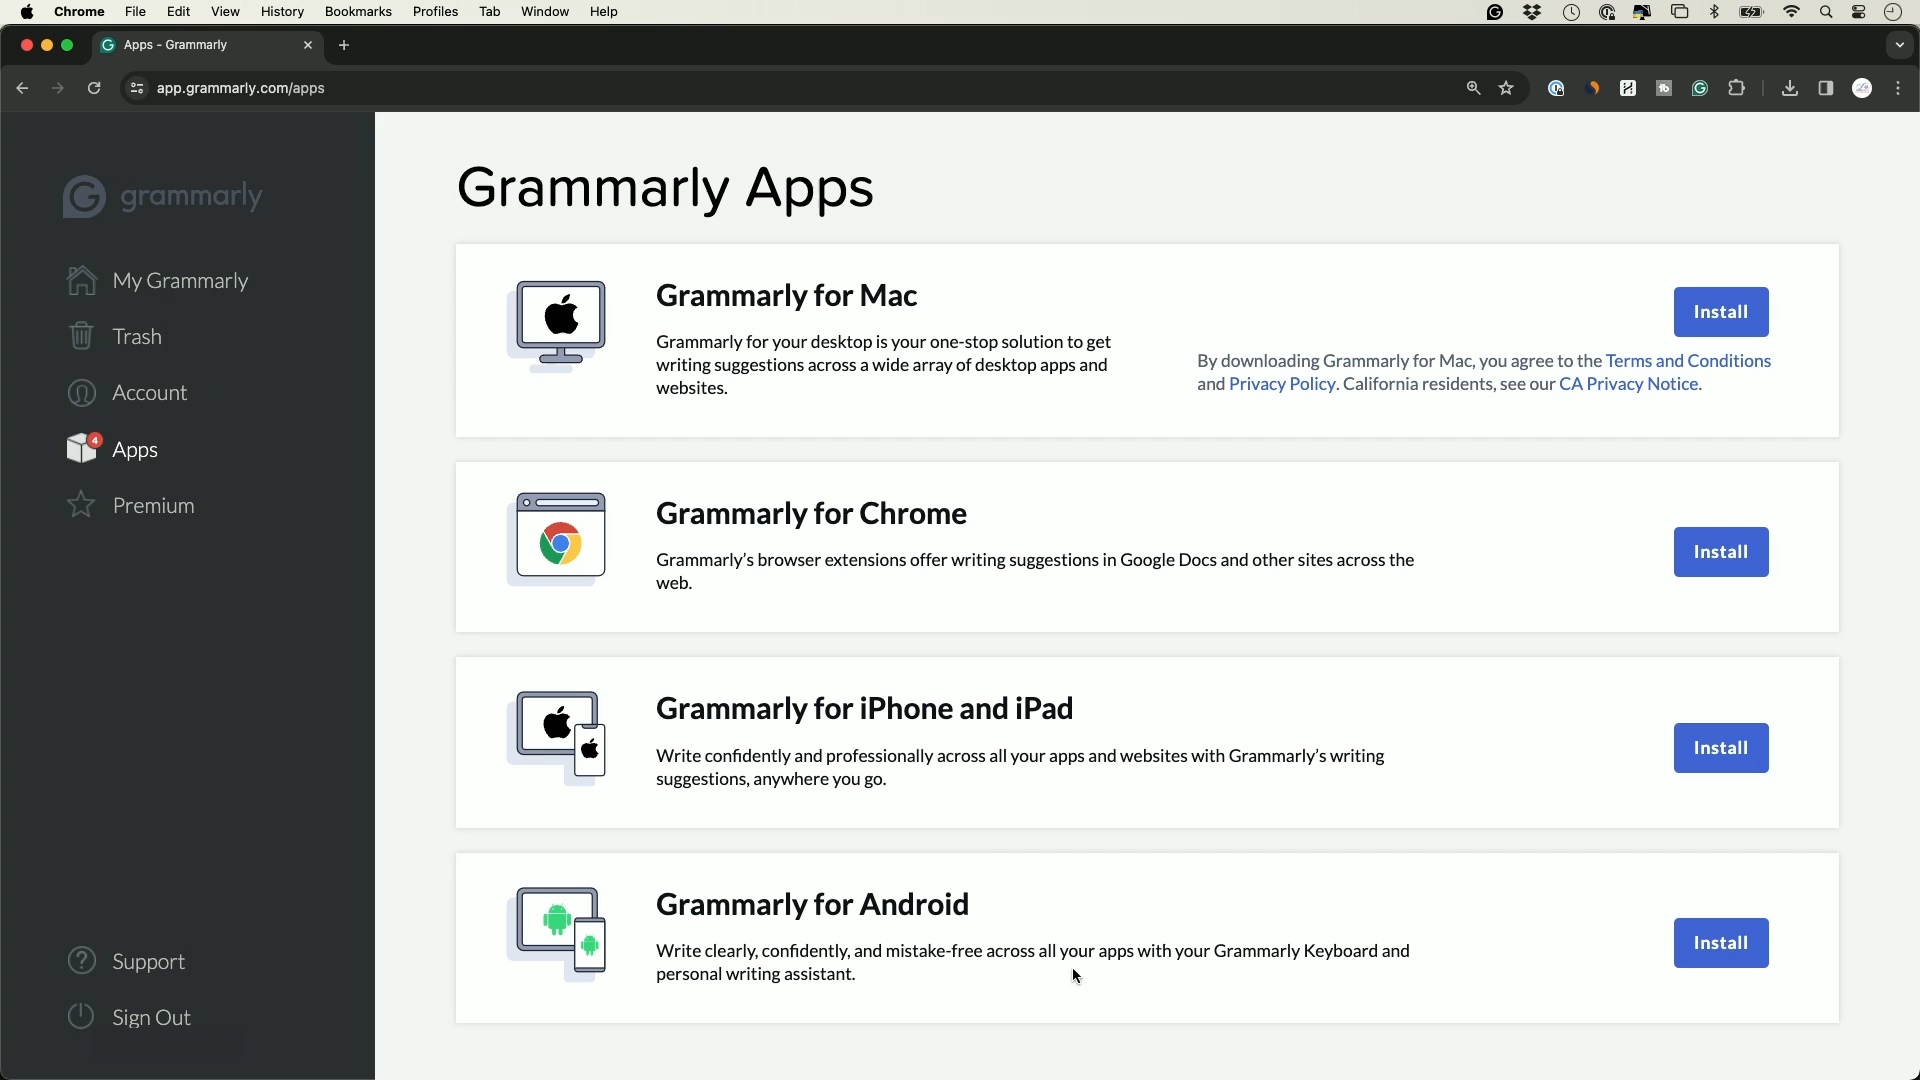 Chrome File Edit View History Bookmarks Profiles Tab Window Help
Apps - Grammarly
app.grammarly.com/apps
grammarly
My Grammarly
Trash
Account
4
Apps
Premium
Support
Sign Out
Grammarly Apps
Grammarly for Mac
Grammarly for your desktop is your one-stop solution to get
writing suggestions across a wide array of desktop apps and
websites.
Install
By downloading Grammarly for Mac, you agree to the Terms and Conditions
and Privacy Policy. California residents, see our CA Privacy Notice.
Grammarly for Chrome
Grammarly’s browser extensions offer writing suggestions in Google Docs and other sites across the
web.
Install
Grammarly for iPhone and iPad
Write confidently and professionally across all your apps and websites with Grammarly’s writing
suggestions, anywhere you go.
Install
Grammarly for Android
Write clearly, confidently, and mistake-free across all your apps with your Grammarly Keyboard and
personal writing assistant.
Install